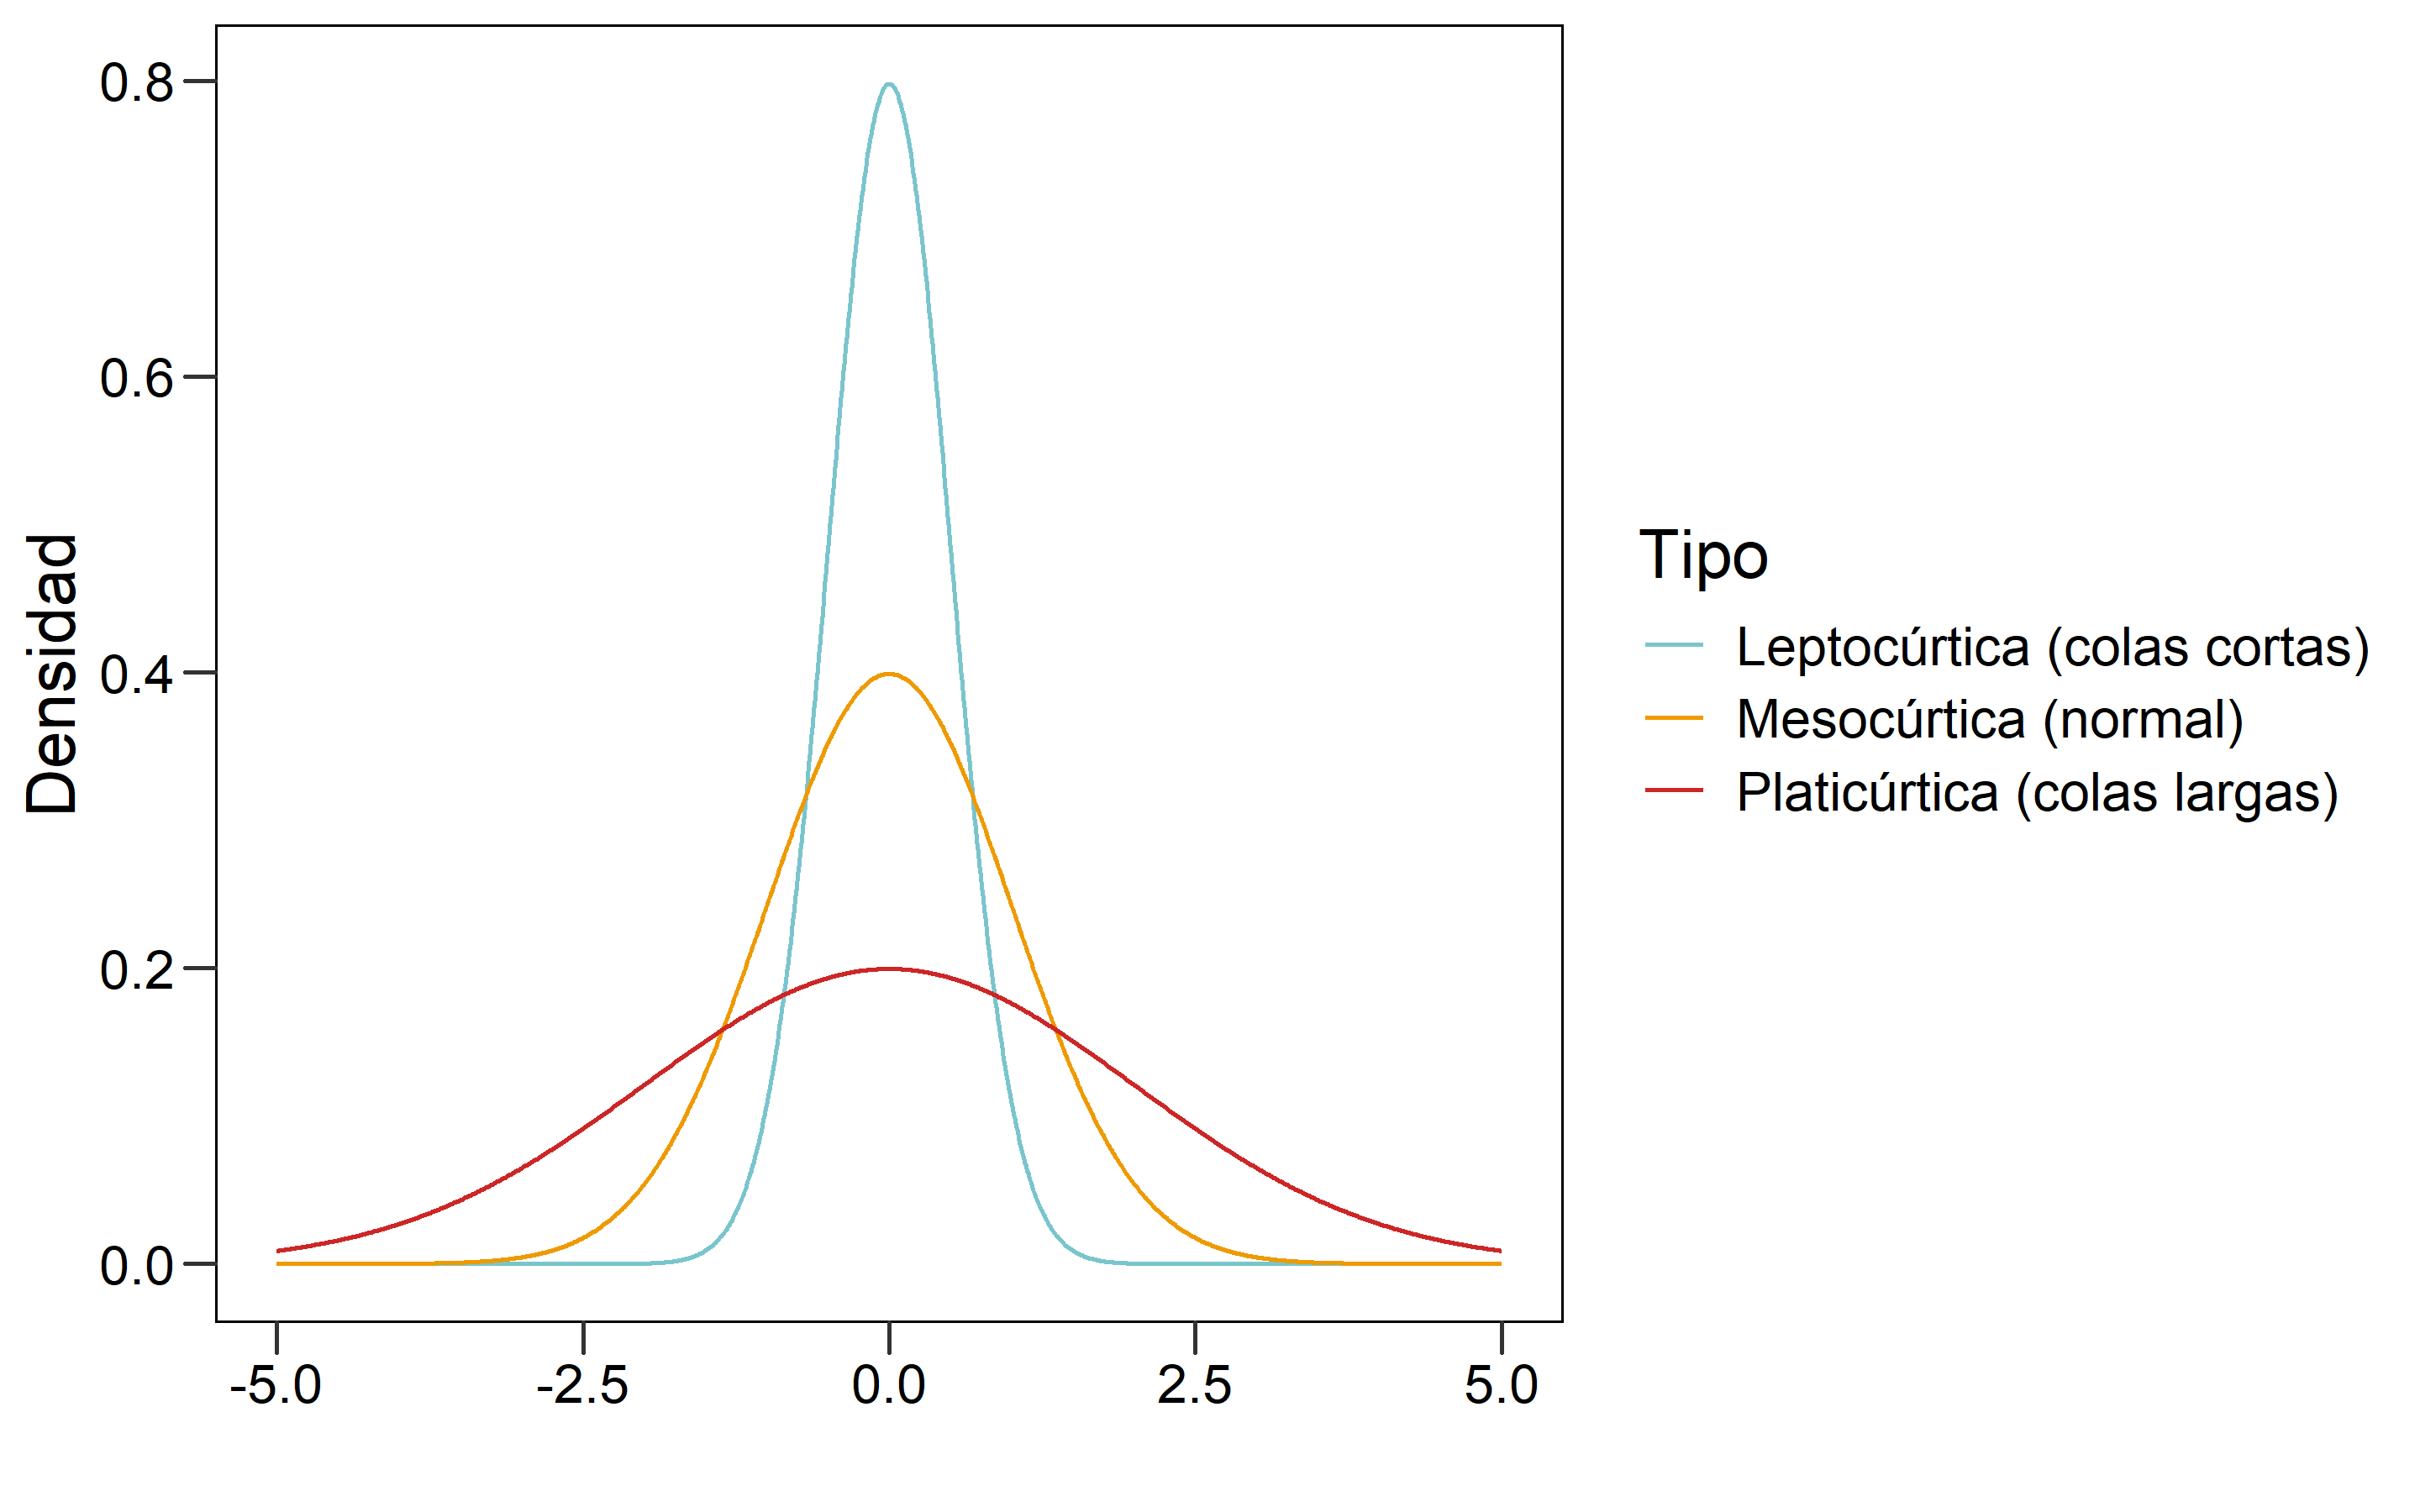 Densidad
0.8
0.6
0.4
0.2
0.0
-5.0
-2.5
0.0
2.5
5.0
Tipo
Leptocúrtica (colas cortas)
Mesocúrtica (normal)
Platicúrtica (colas largas)